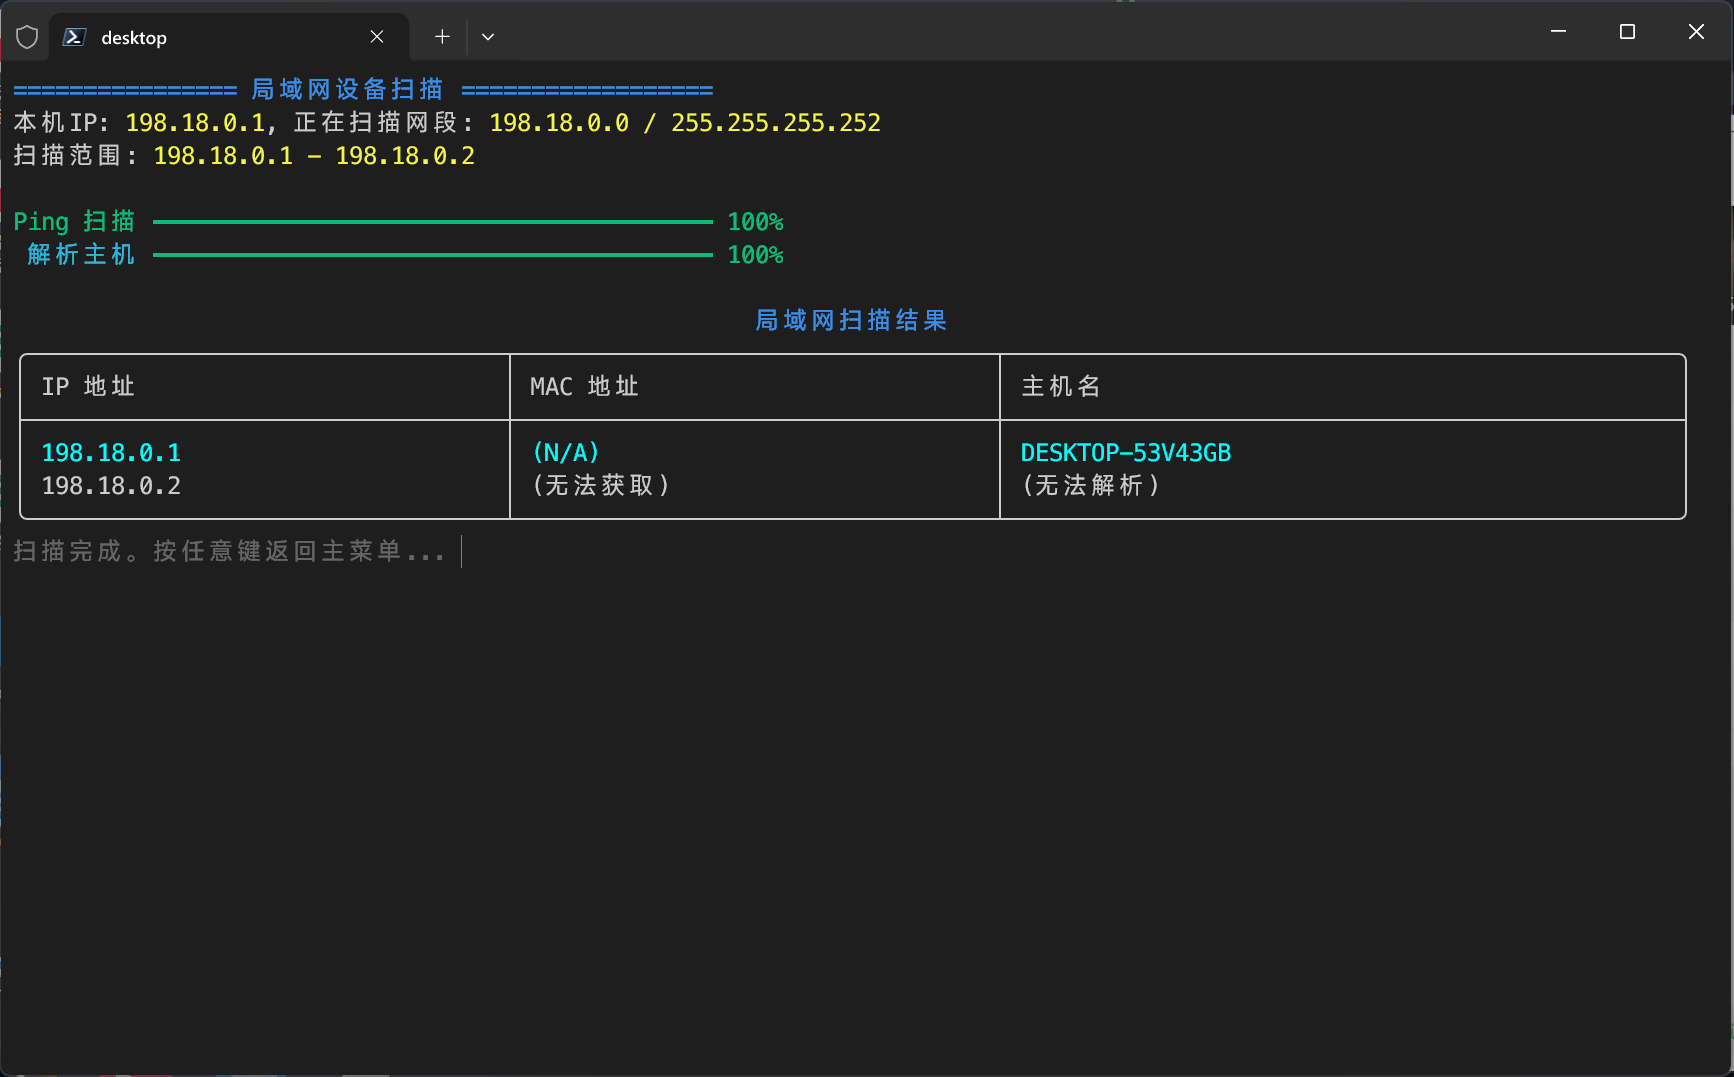 desktop
================ 局域网设备扫描 ==================
本机IP: 198.18.0.1, 正在扫描网段: 198.18.0.0 / 255.255.255.252
扫描范围: 198.18.0.1 - 198.18.0.2
Ping 扫描 100%
解析主机 100%
局域网扫描结果
IP 地址 MAC 地址 主机名
198.18.0.1 (N/A) DESKTOP-53V43GB
198.18.0.2 (无法获取) (无法解析)
扫描完成。按任意键返回主菜单...